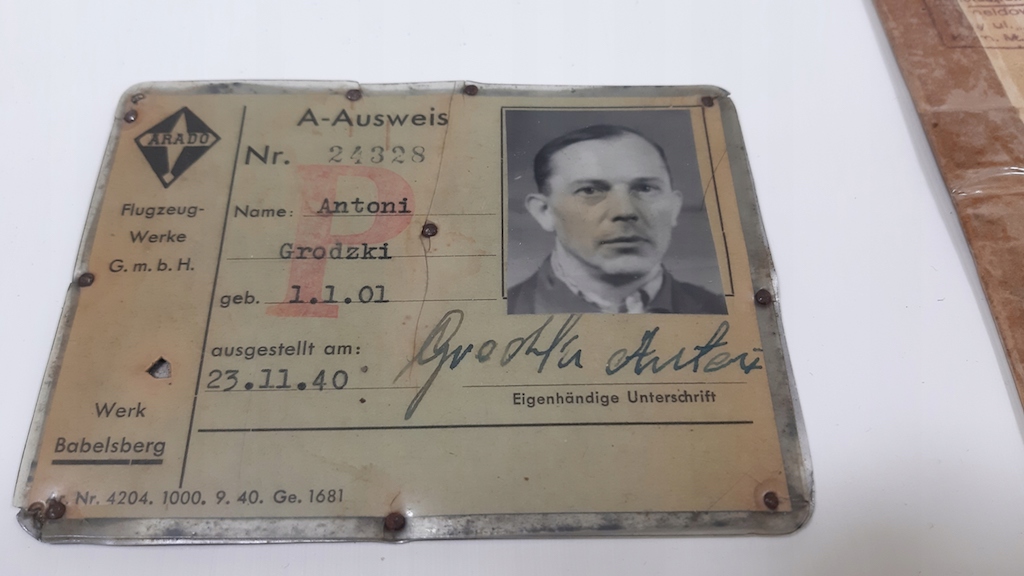 ARADO
Flugzeug-
Werke
G.m.b.H.
Werk
Babelsberg
Nr. 4204. 1000. 9. 40. Ge. 1681
A-Ausweis
Nr. 24328
P
Name: Antoni
Grodzki
geb. 1.1.01
ausgestellt am:
23.11.40
Grodzki Antoni
Eigenhändige Unterschrift